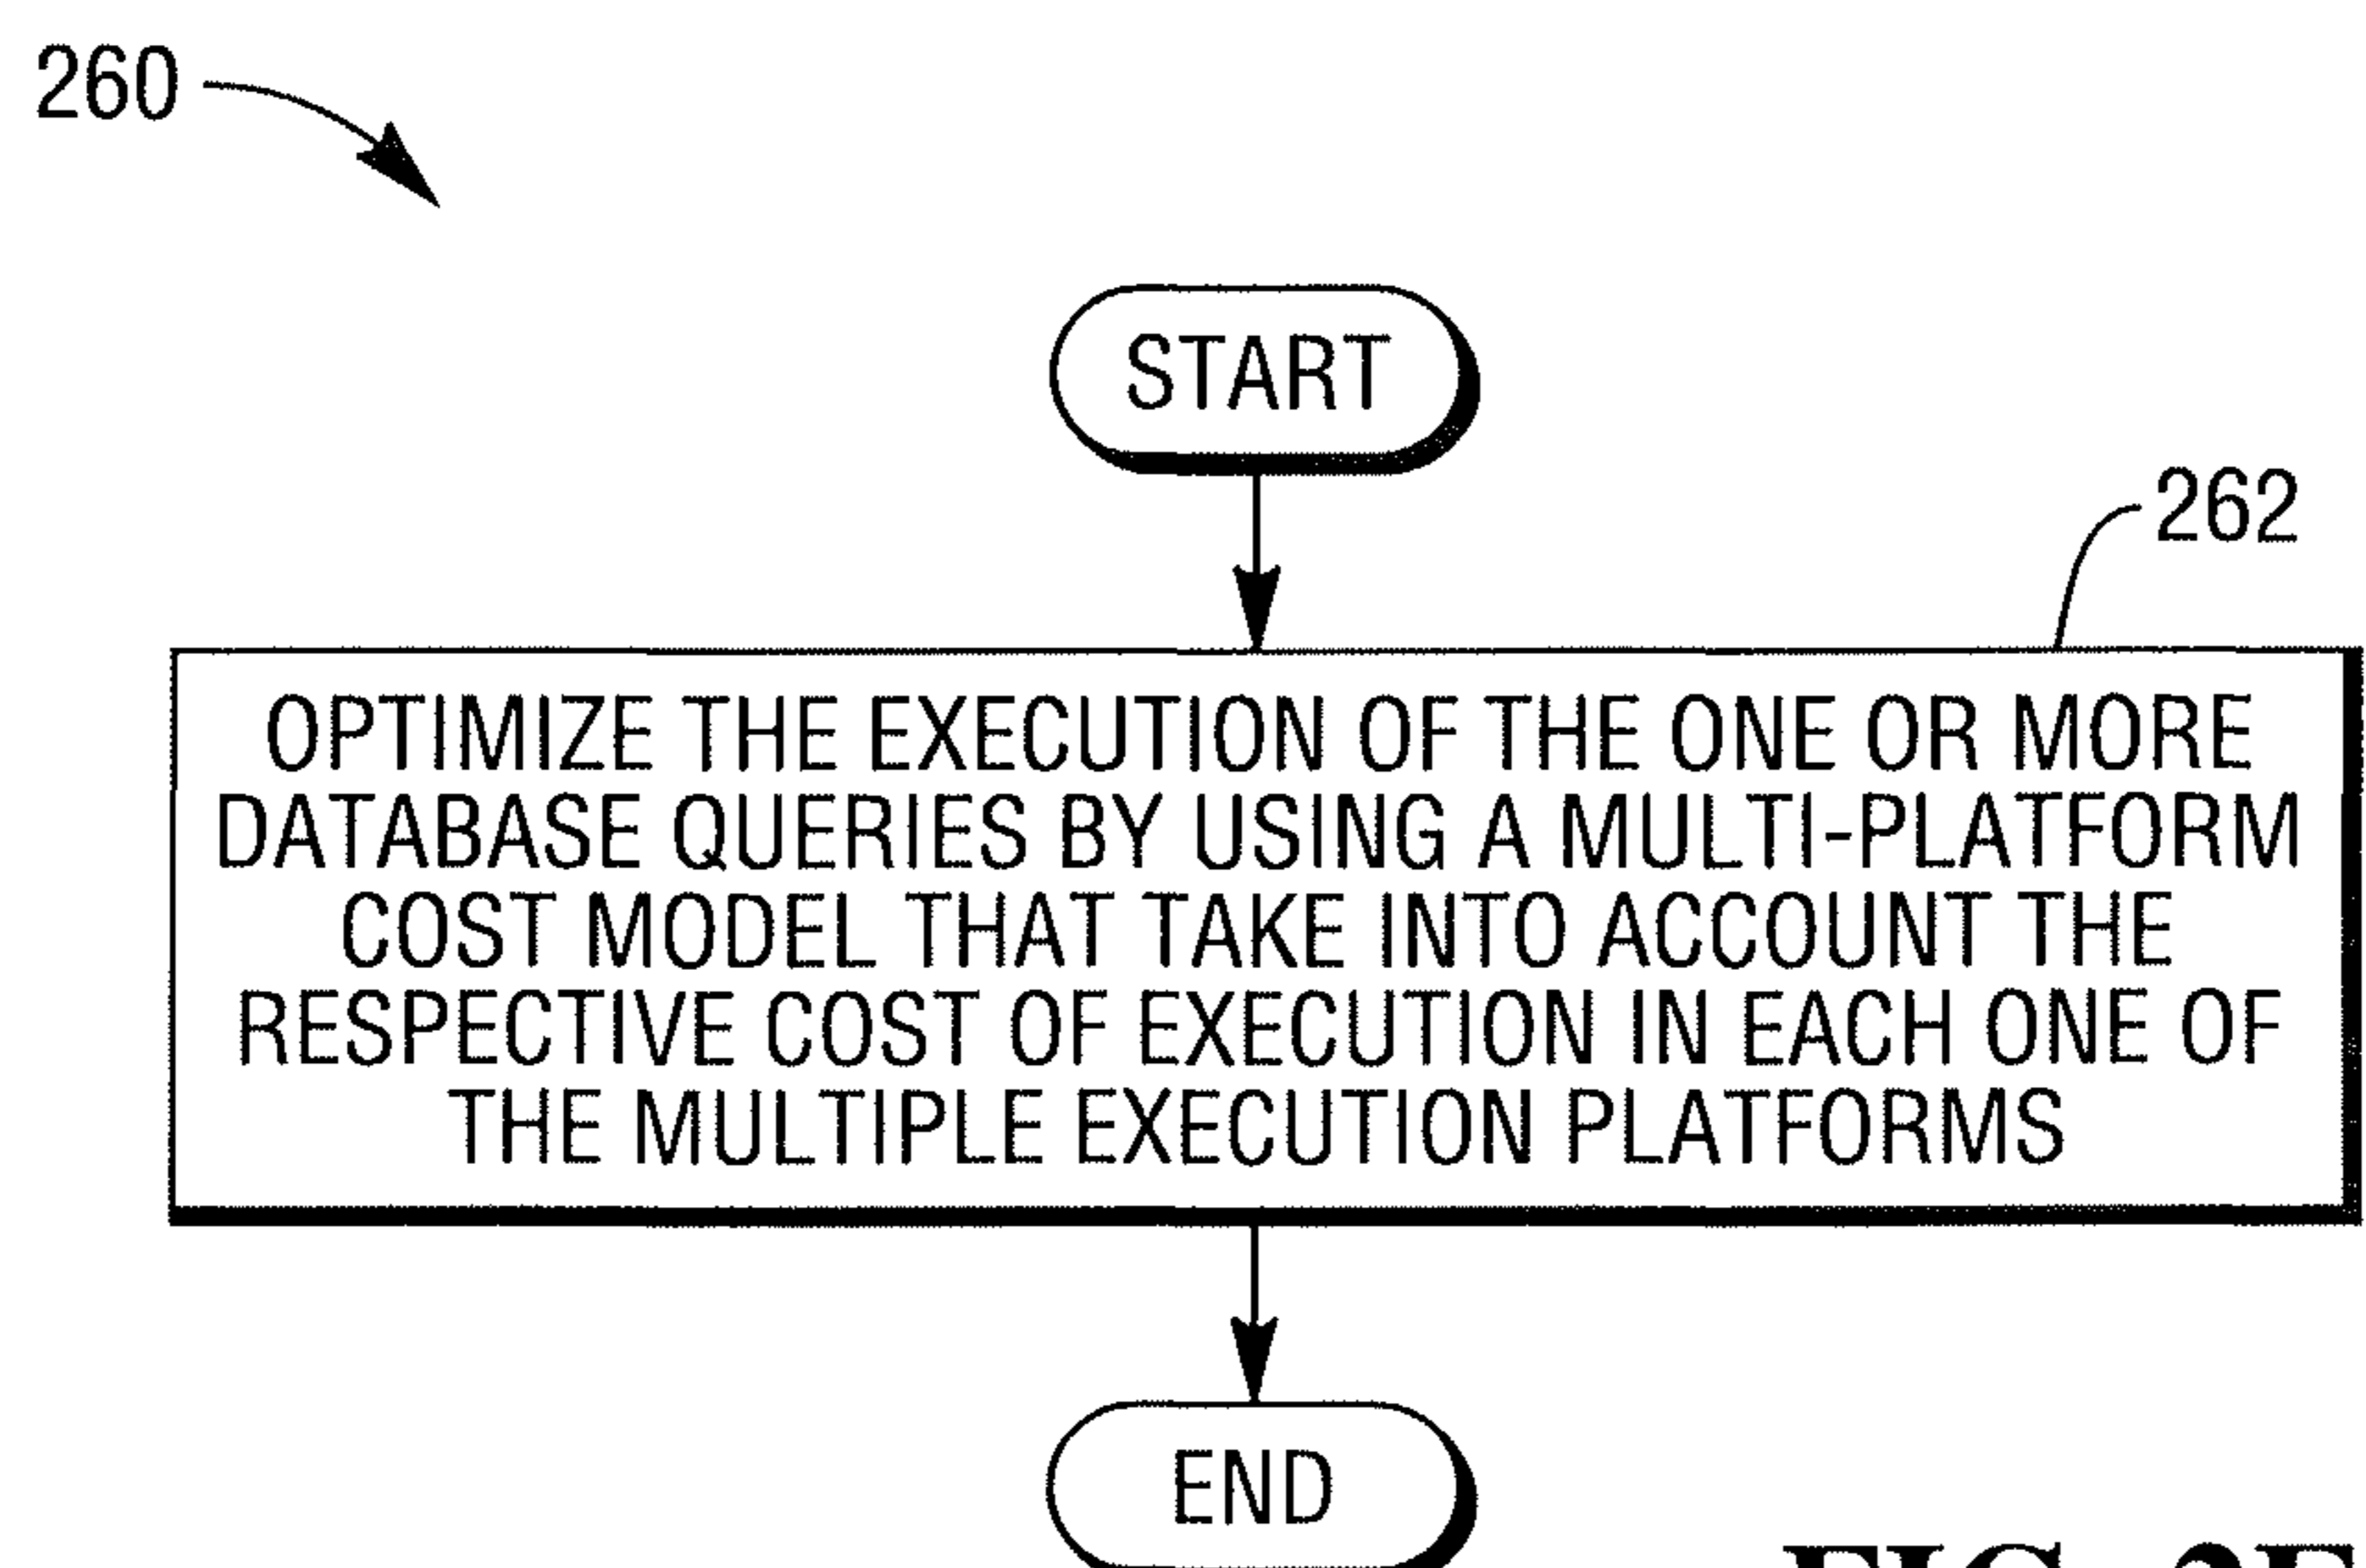 260
START
262
OPTIMIZE THE EXECUTION OF THE ONE OR MORE
DATABASE QUERIES BY USING A MULTI-PLATFORM
COST MODEL THAT TAKE INTO ACCOUNT THE
RESPECTIVE COST OF EXECUTION IN EACH ONE OF
THE MULTIPLE EXECUTION PLATFORMS
END
FIG.